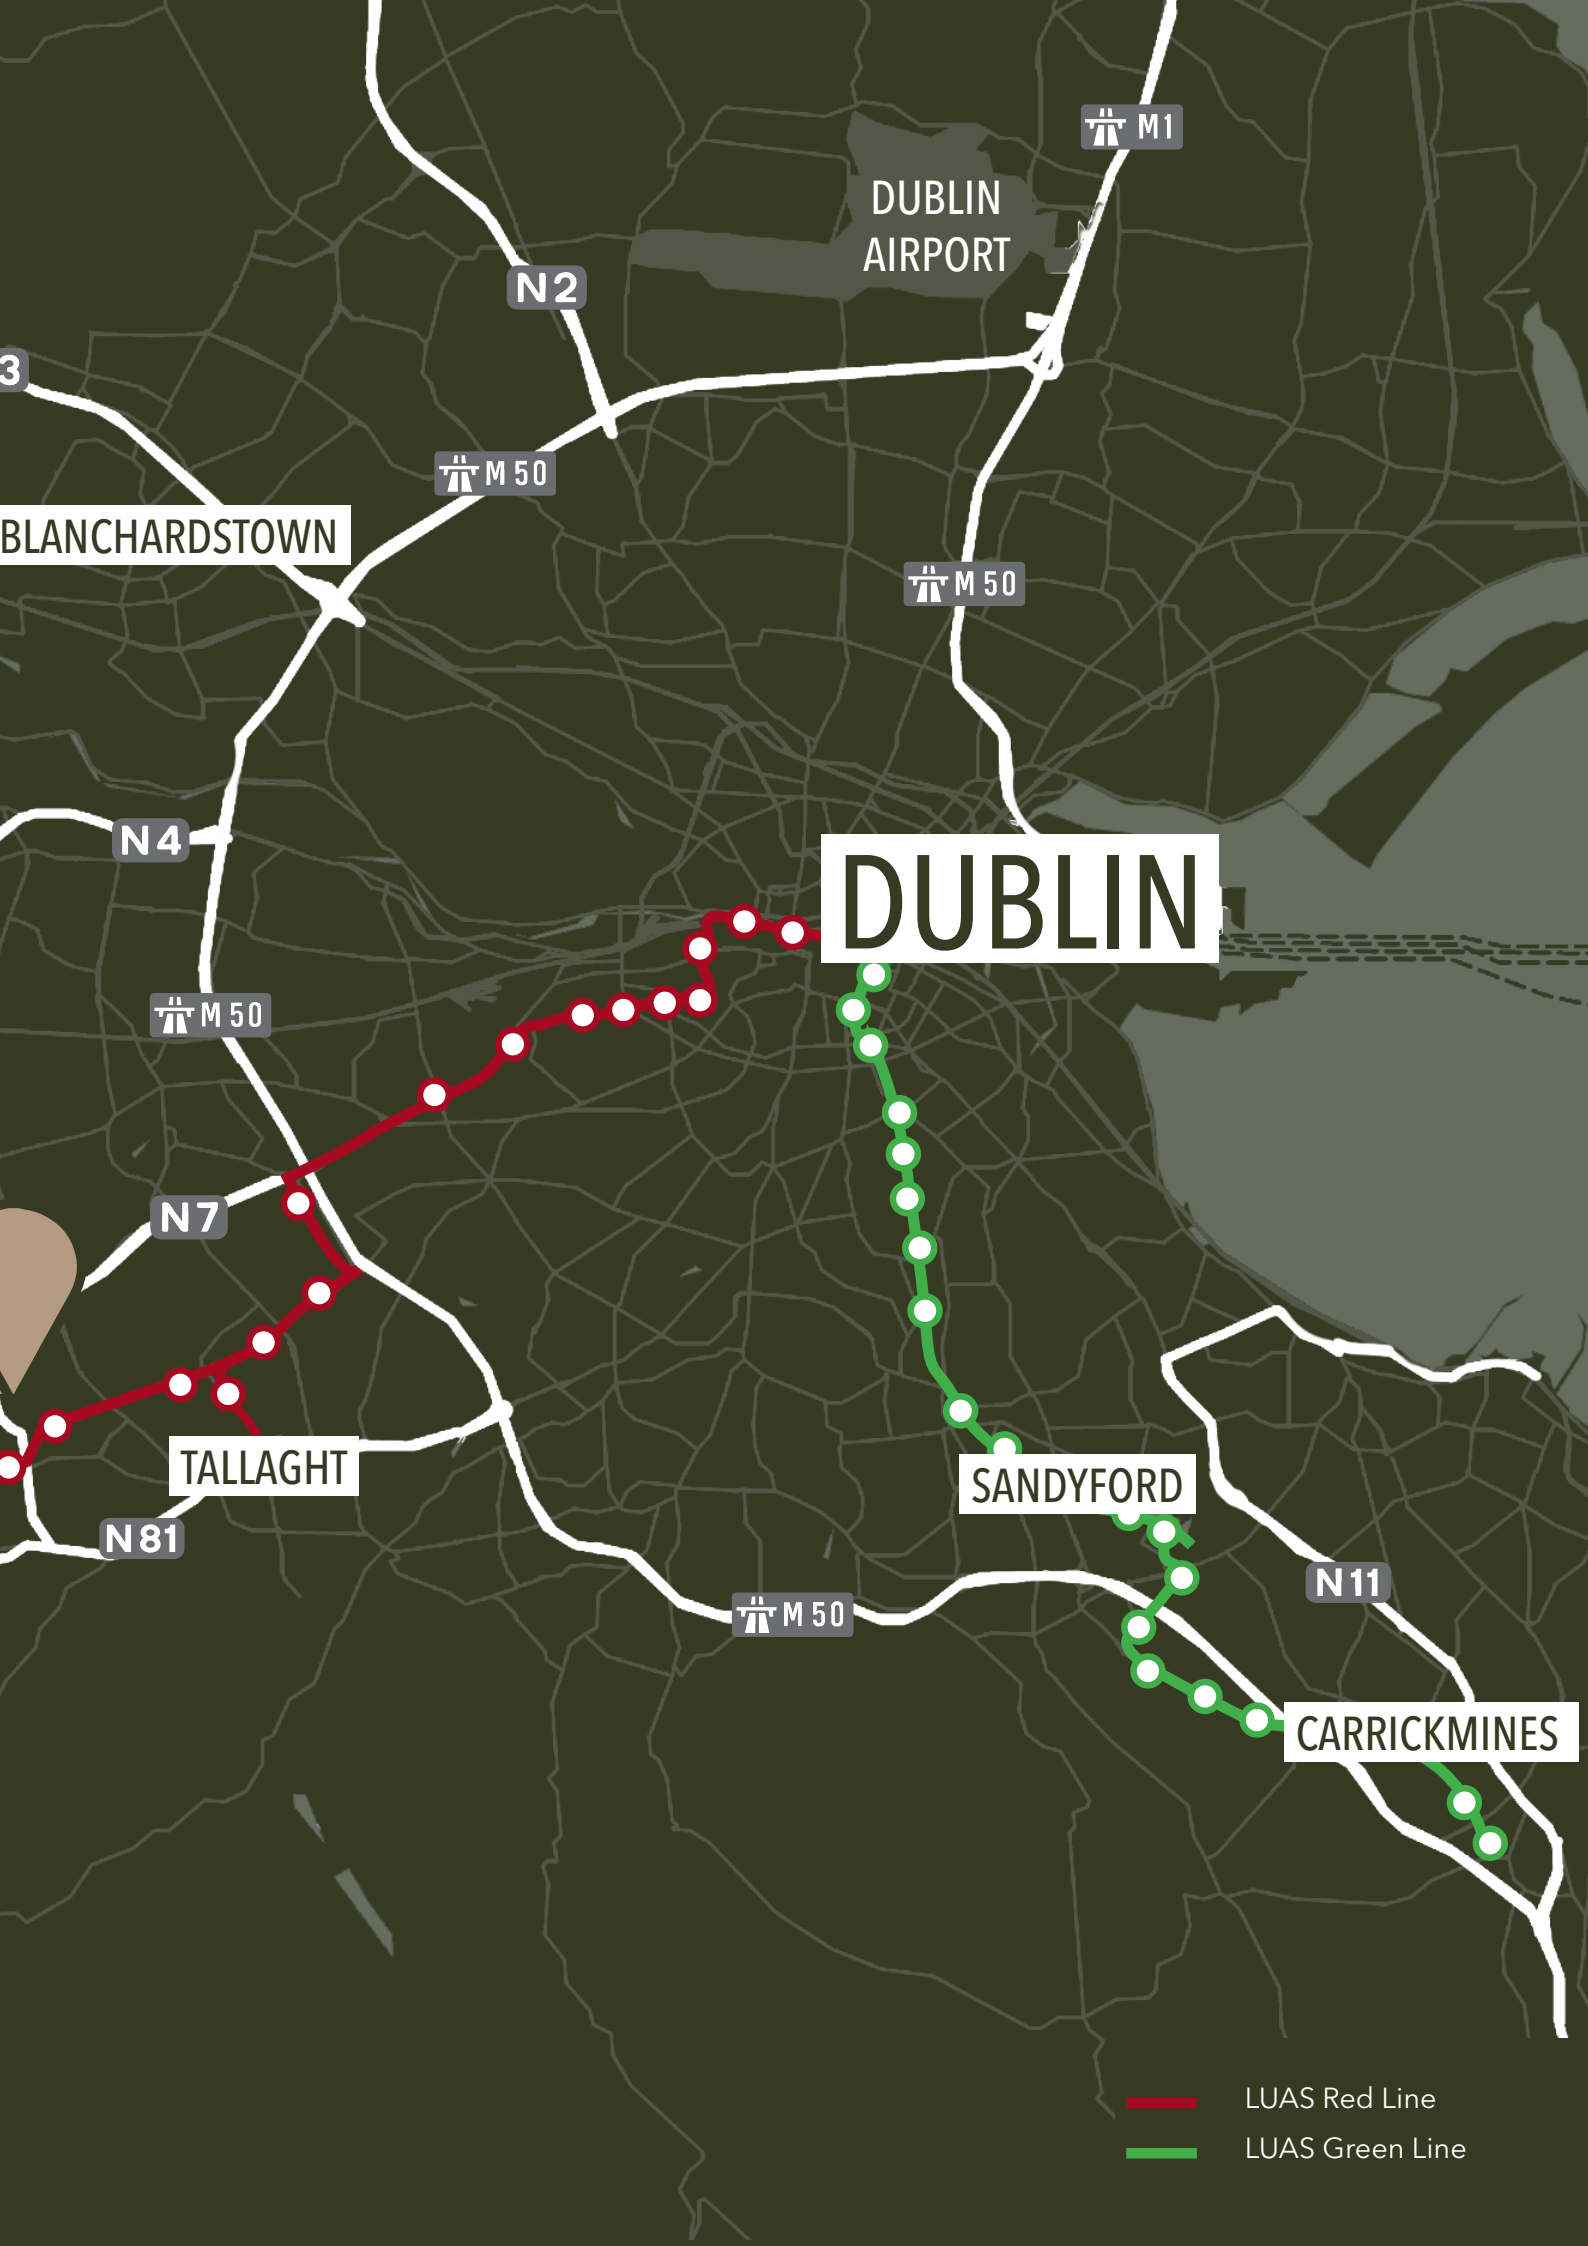 M1
DUBLIN
AIRPORT
N2
3
M50
BLANCHARDSTOWN
M50
N4
DUBLIN
M50
N7
TALLAGHT
SANDYFORD
N81
N11
M50
CARRICKMINES
LUAS Red Line
LUAS Green Line